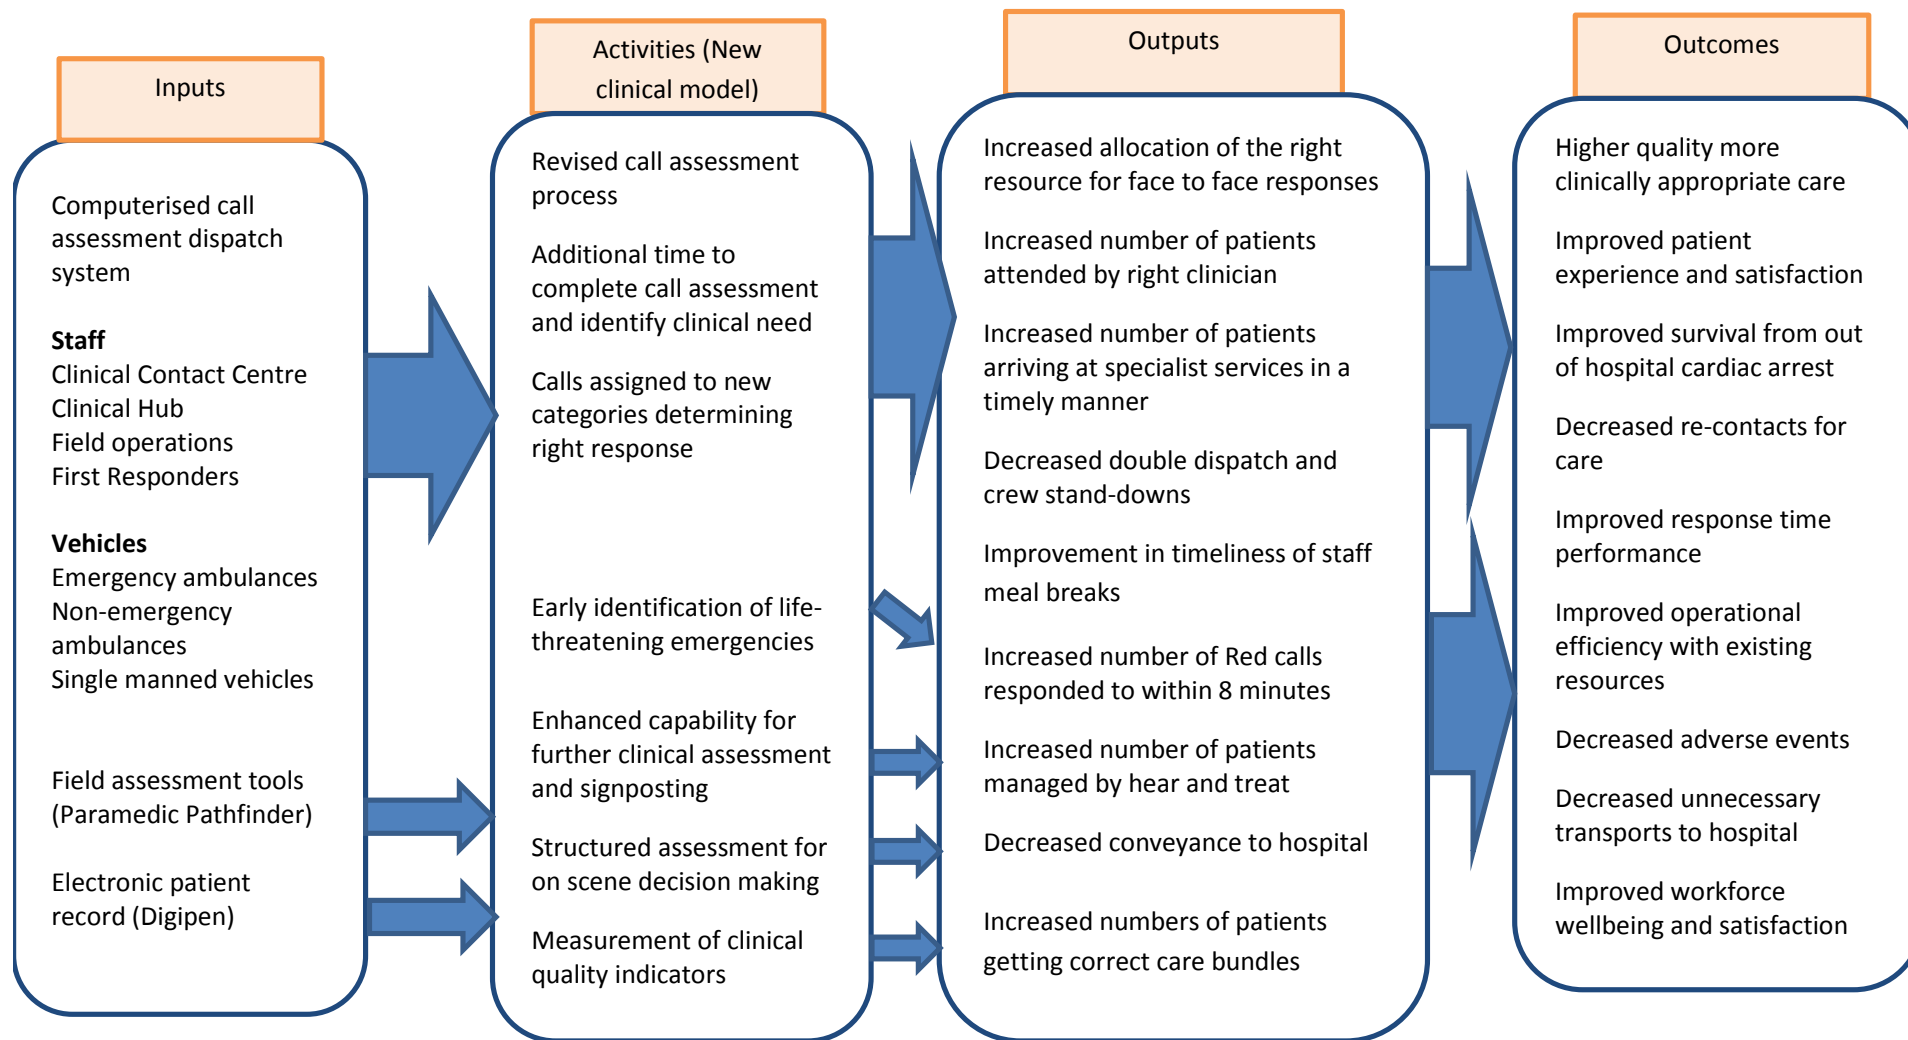 Inputs
Computerised call
assessment dispatch
system
Staff
Clinical Contact Centre
Clinical Hub
Field operations
First Responders
Vehicles
Emergency ambulances
Non-emergency
ambulances
Single manned vehicles
Field assessment tools
(Paramedic Pathfinder)
Electronic patient
record (Digipen)
Activities (New
clinical model)
Revised call assessment
process
Additional time to
complete call assessment
and identify clinical need
Calls assigned to new
categories determining
right response
Early identification of life-
threatening emergencies
Enhanced capability for
further clinical assessment
and signposting
Structured assessment for
on scene decision making
Measurement of clinical
quality indicators
Outputs
Increased allocation of the right
resource for face to face responses
Increased number of patients
attended by right clinician
Increased number of patients
arriving at specialist services in a
timely manner
Decreased double dispatch and
crew stand-downs
Improvement in timeliness of staff
meal breaks
Increased number of Red calls
responded to within 8 minutes
Increased number of patients
managed by hear and treat
Decreased conveyance to hospital
Increased numbers of patients
getting correct care bundles
Outcomes
Higher quality more
clinically appropriate care
Improved patient
experience and satisfaction
Improved survival from out
of hospital cardiac arrest
Decreased re-contacts for
care
Improved response time
performance
Improved operational
efficiency with existing
resources
Decreased adverse events
Decreased unnecessary
transports to hospital
Improved workforce
wellbeing and satisfaction